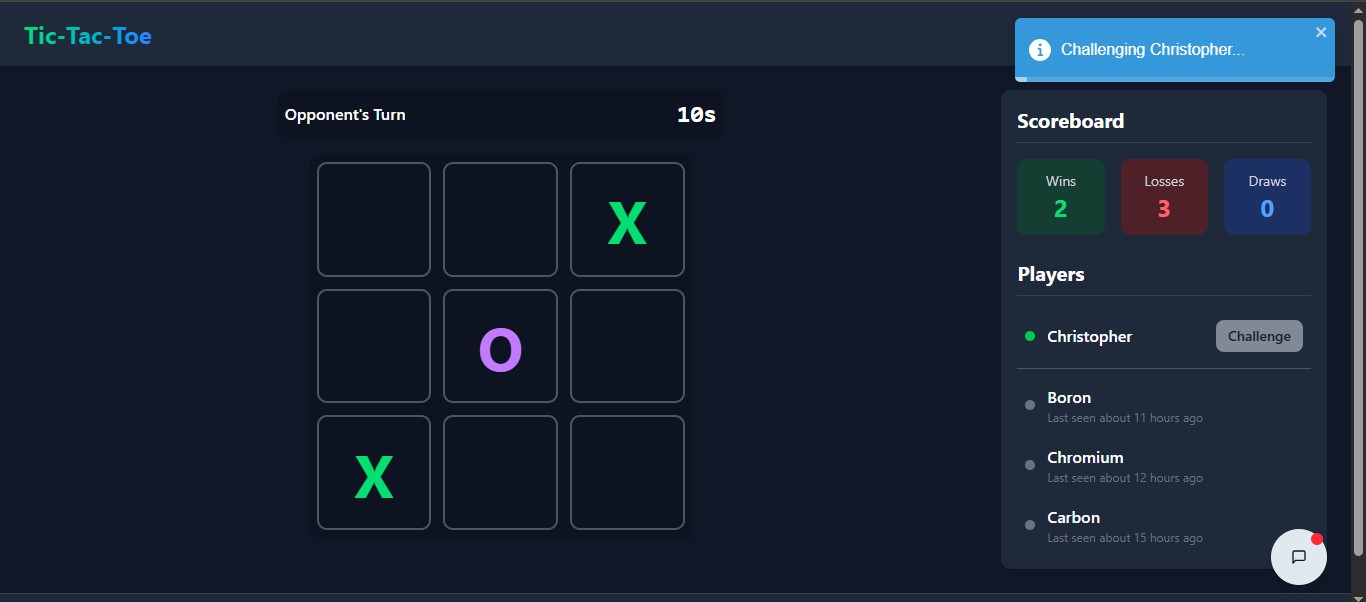 Tic-Tac-Toe
Challenging Christopher...
Opponent's Turn
10s
X
O
X
Scoreboard
Wins
2
Losses
3
Draws
0
Players
Christopher
Challenge
Boron
Last seen about 11 hours ago
Chromium
Last seen about 12 hours ago
Carbon
Last seen about 15 hours ago